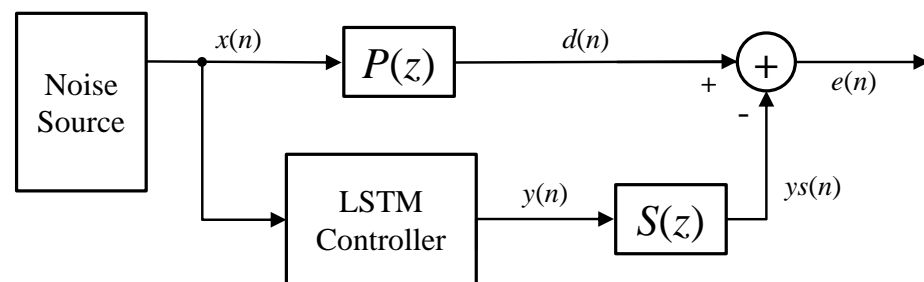 Noise
Source
x(n)
P(z)
d(n)
+
+
-
e(n)
LSTM
Controller
y(n)
S(z)
ys(n)